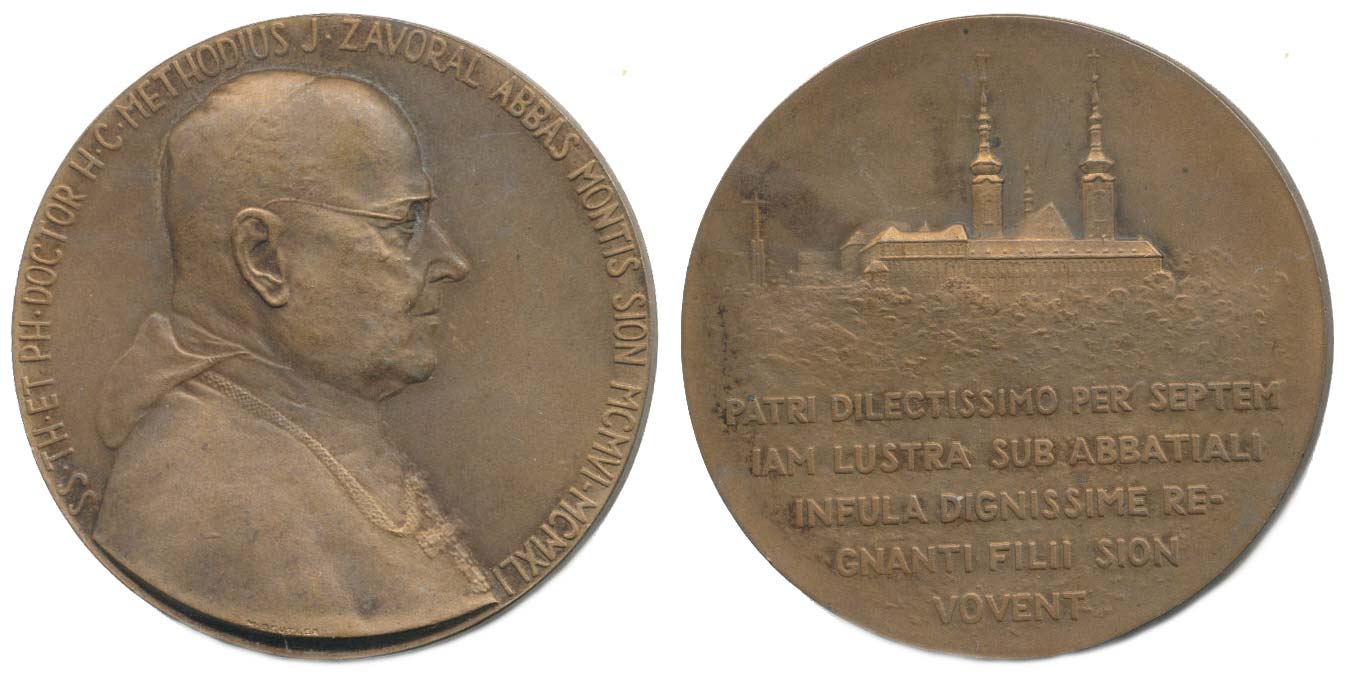 SS·TH·ET·PH·DOCTOR H·C·METHODIUS J·ZAVORAL ABBAS MONTIS SION MCMVI-MCMXLI
PATRI DILECTISSIMO PER SEPTEM
IAM LUSTRA SUB ABBATIALI
INFULA DIGNISSIME RE-
GNANTI FILII SION
VOVENT